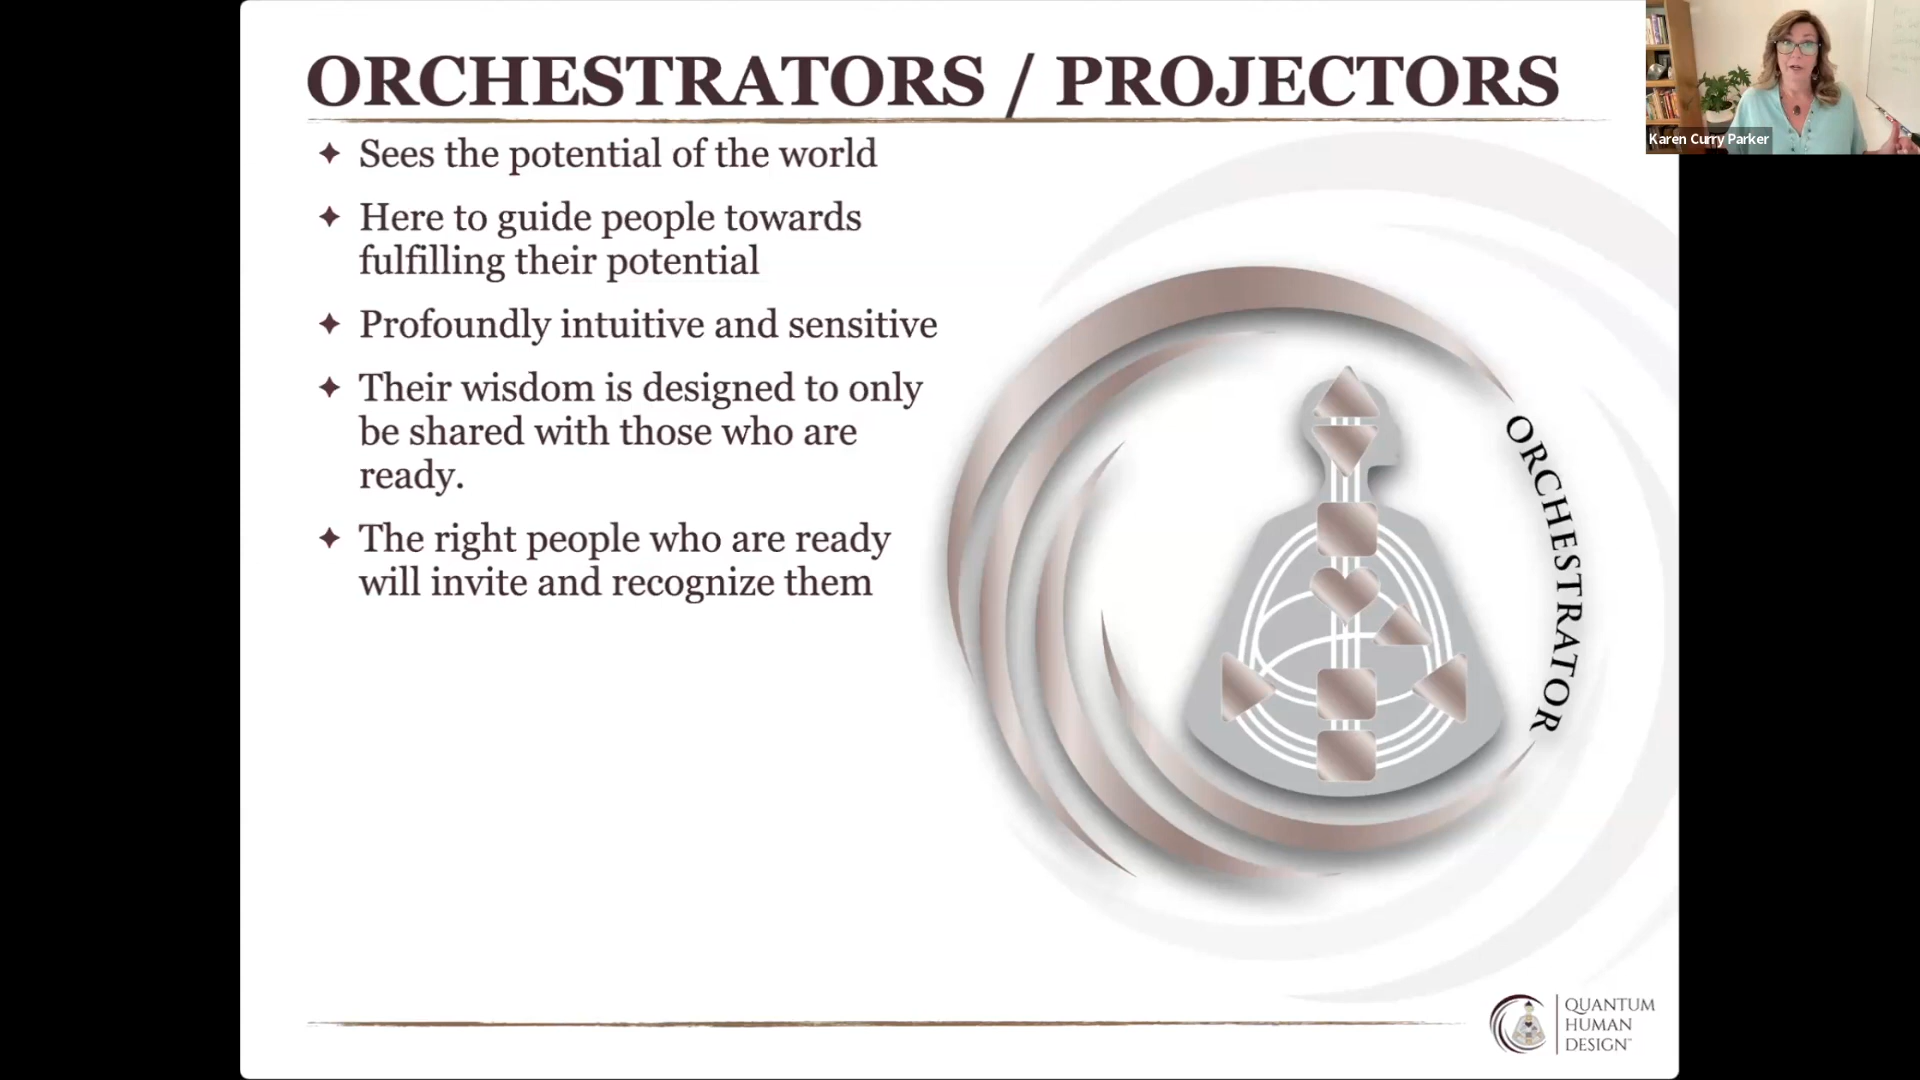 ORCHESTRATORS / PROJECTORS
Karen Curry Parker
✦ Sees the potential of the world
✦ Here to guide people towards
fulfilling their potential
✦ Profoundly intuitive and sensitive
✦ Their wisdom is designed to only
be shared with those who are
ready.
✦ The right people who are ready
will invite and recognize them
ORCHESTRATOR
QUANTUM
HUMAN
DESIGN™